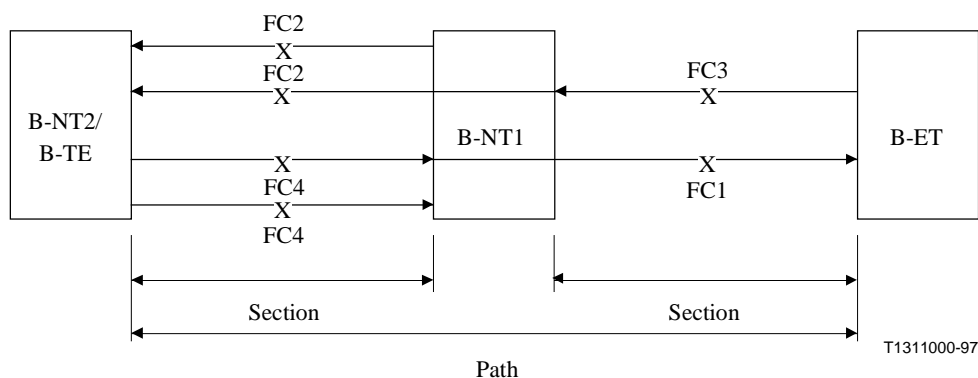 FC2
X
FC2
X
FC3
X
B-NT2/
B-TE
B-NT1
B-ET
X
FC4
X
FC4
X
FC1
Section
Section
Path
T1311000-97